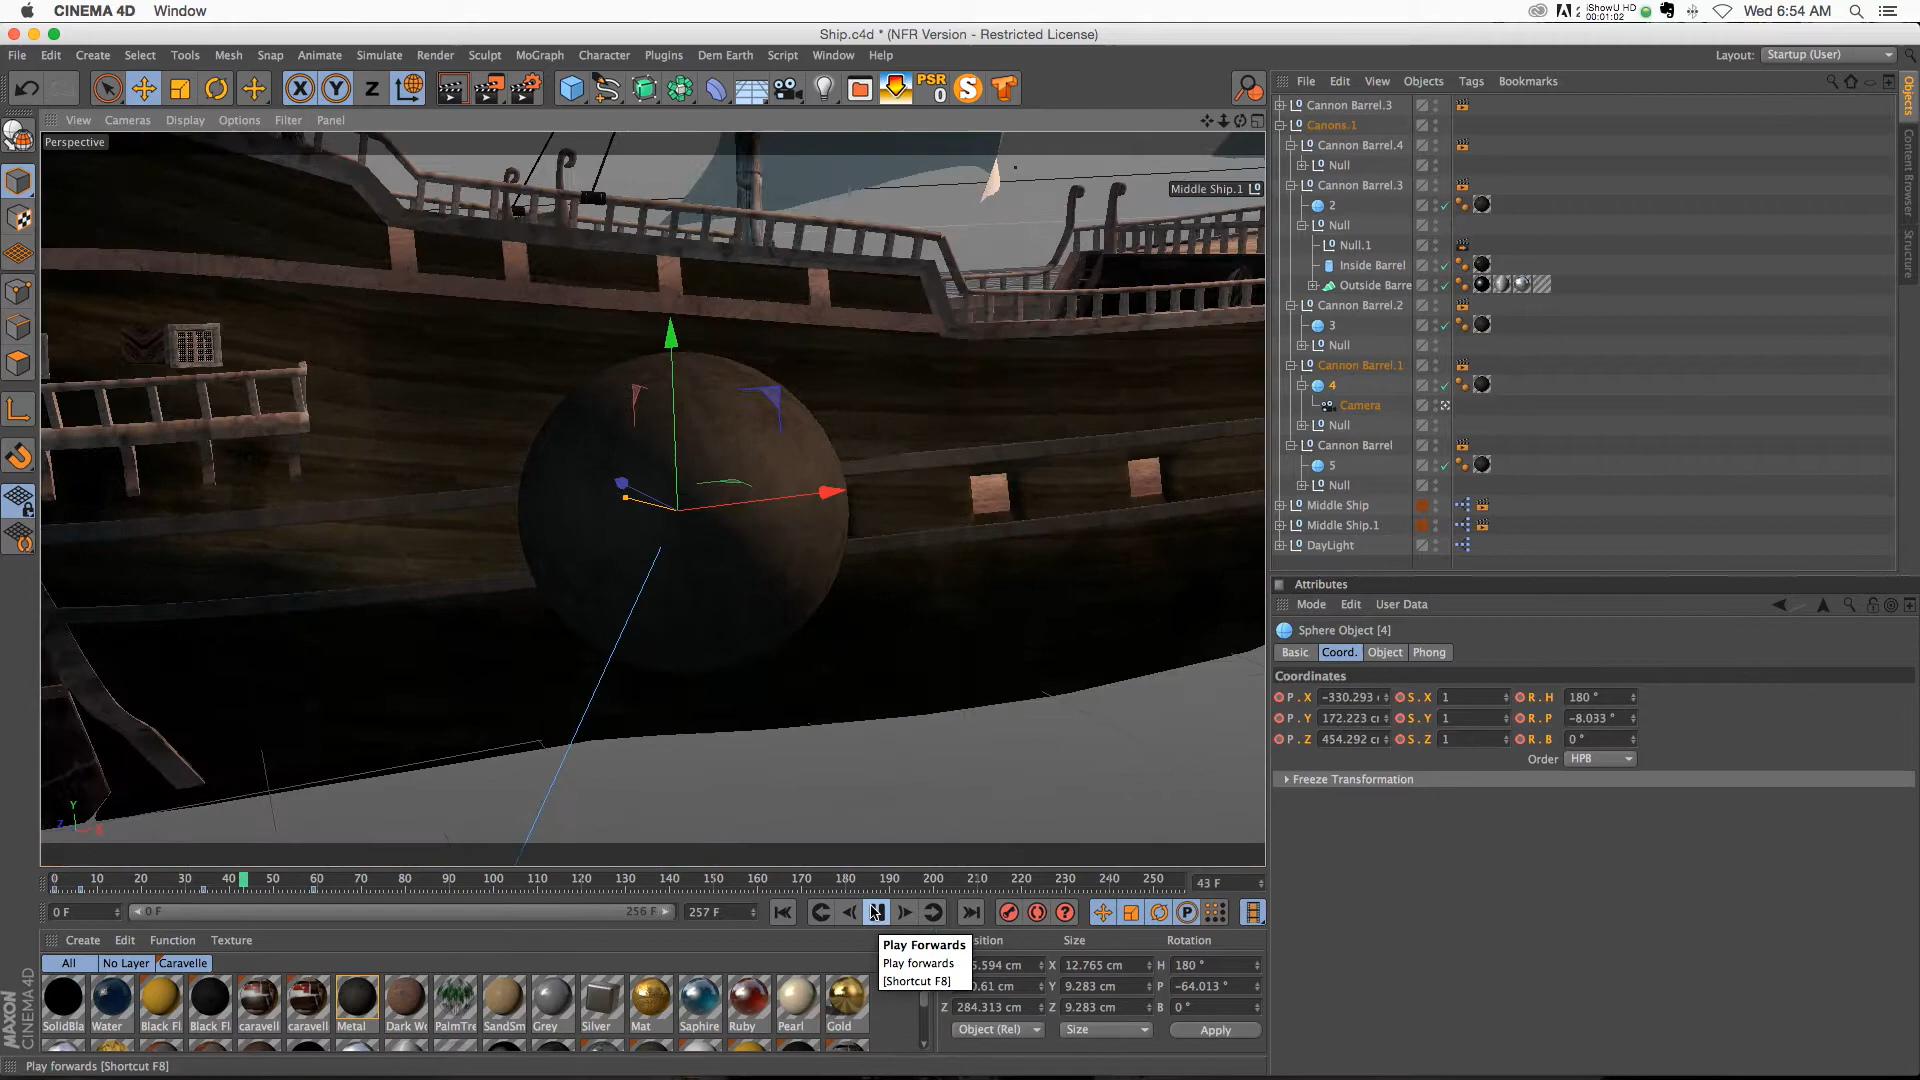 CINEMA 4D Window
iShowU HD
00:01:02
Wed 6:54 AM
Ship.c4d * (NFR Version - Restricted License)
File Edit Create Select Tools Mesh Snap Animate Simulate Render Sculpt MoGraph Character Plugins Dem Earth Script Window Help
Layout: Startup (User)
X Y Z PSR 0 S
File Edit View Objects Tags Bookmarks
View Cameras Display Options Filter Panel
Perspective
Middle Ship.1
Cannon Barrel.3
Canons.1
Cannon Barrel.4
Null
Cannon Barrel.3
2
Null
Null.1
Inside Barrel
Outside Barre
Cannon Barrel.2
3
Null
Cannon Barrel.1
4
Camera
Null
Cannon Barrel
5
Null
Middle Ship
Middle Ship.1
DayLight
Objects
Content Browser
Structure
Attributes
Mode Edit User Data
Sphere Object [4]
Basic Coord. Object Phong
Coordinates
P . X -330.293 S . X 1 R . H 180 °
P . Y 172.223 c S . Y 1 R . P -8.033 °
P . Z 454.292 c S . Z 1 R . B 0 °
Order HPB
Freeze Transformation
Y
Z X
0 10 20 30 40 50 60 70 80 90 100 110 120 130 140 150 160 170 180 190 200 210 220 230 240 250 43 F
0 F 0 F 256 F 257 F
Create Edit Function Texture
All No Layer Caravelle
SolidBla Water Black Fl Black Fl caravell caravell Metal Dark Wo PalmTre SandSm Grey Silver Mat Saphire Ruby Pearl Gold
Play Forwards
Play forwards
[Shortcut F8]
sition Size Rotation
5.594 cm X 12.765 cm H 180 °
0.61 cm Y 9.283 cm P -64.013 °
Z 284.313 cm Z 9.283 cm B 0 °
Object (Rel) Size Apply
MAXON
CINEMA 4D
Play forwards [Shortcut F8]